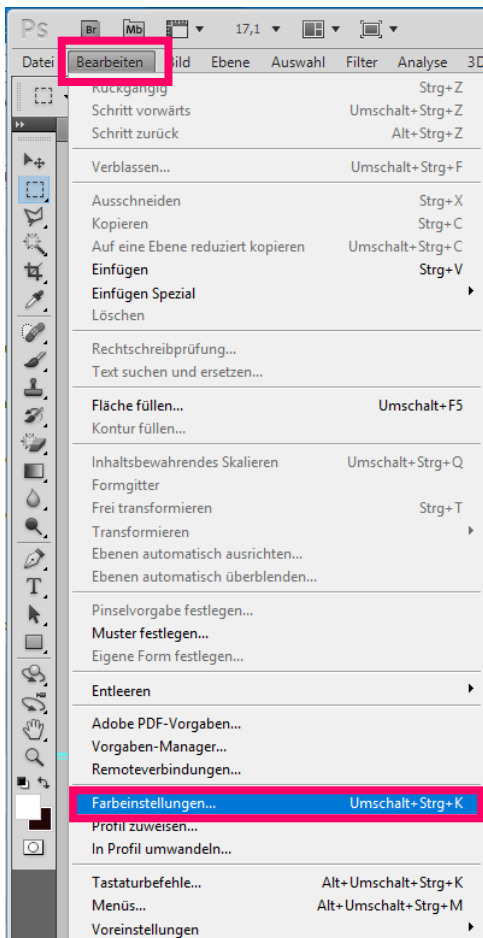 Ps Br Mb 17,1
Datei Bearbeiten Bild Ebene Auswahl Filter Analyse 3D
Rückgängig Strg+Z
Schritt vorwärts Umschalt+Strg+Z
Schritt zurück Alt+Strg+Z
Verblassen... Umschalt+Strg+F
Ausschneiden Strg+X
Kopieren Strg+C
Auf eine Ebene reduziert kopieren Umschalt+Strg+C
Einfügen Strg+V
Einfügen Spezial
Löschen
Rechtschreibprüfung...
Text suchen und ersetzen...
Fläche füllen... Umschalt+F5
Kontur füllen...
Inhaltsbewahrendes Skalieren Umschalt+Strg+Q
Formgitter
Frei transformieren Strg+T
Transformieren
Ebenen automatisch ausrichten...
Ebenen automatisch überblenden...
Pinselvorgabe festlegen...
Muster festlegen...
Eigene Form festlegen...
Entleeren
Adobe PDF-Vorgaben...
Vorgaben-Manager...
Remoteverbindungen...
Farbeinstellungen... Umschalt+Strg+K
Profil zuweisen...
In Profil umwandeln...
Tastaturbefehle... Alt+Umschalt+Strg+K
Menüs... Alt+Umschalt+Strg+M
Voreinstellungen